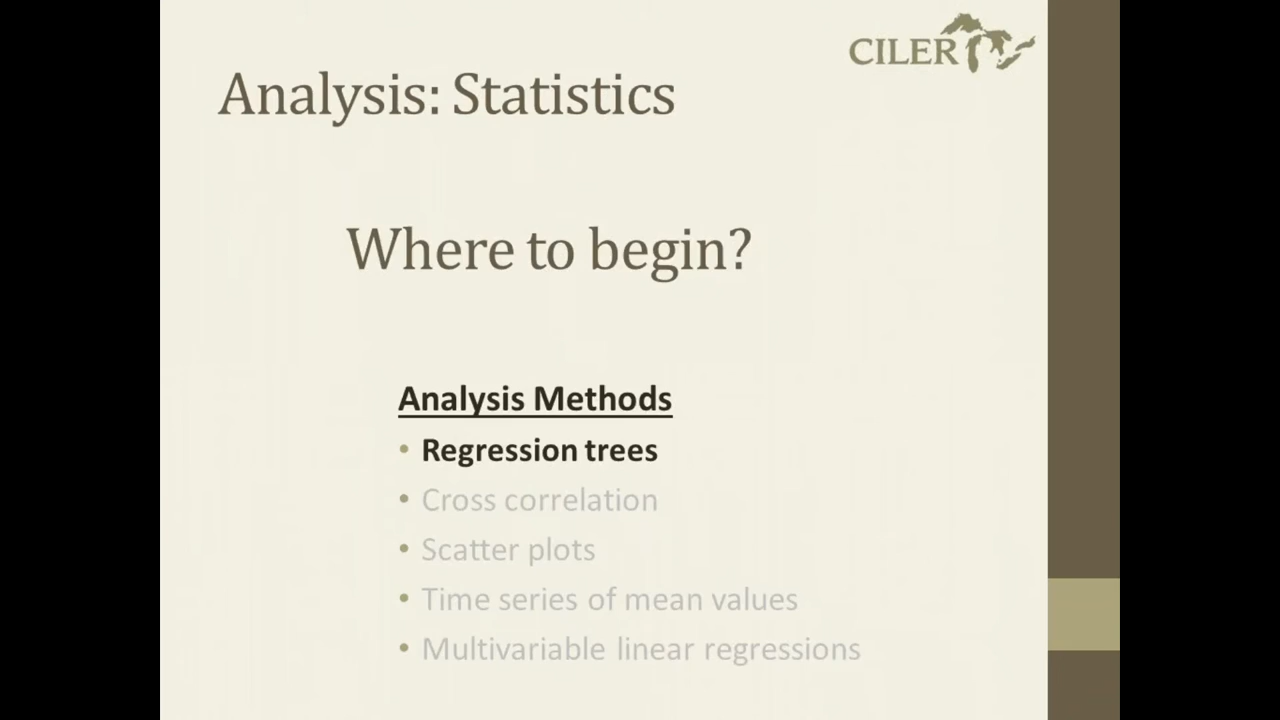 CILER
Analysis: Statistics
Where to begin?
Analysis Methods
• Regression trees
• Cross correlation
• Scatter plots
• Time series of mean values
• Multivariable linear regressions